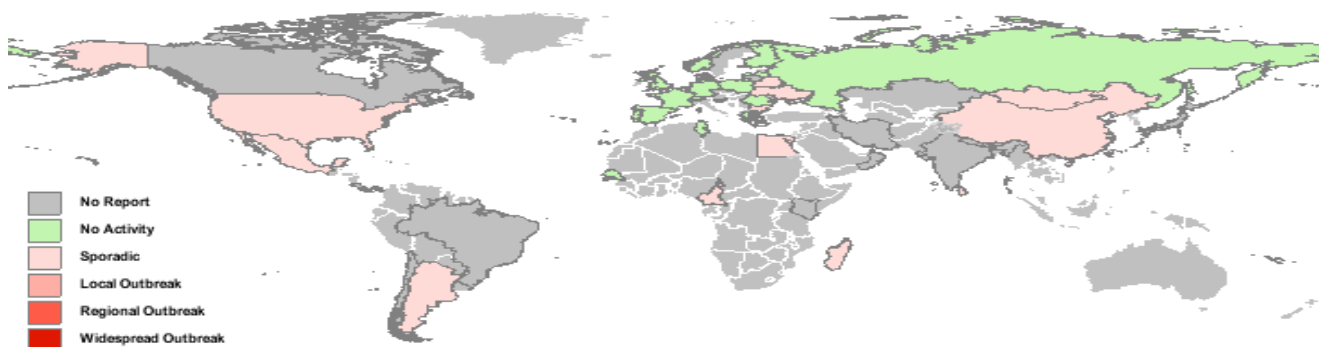 No Report
No Activity
Sporadic
Local Outbreak
Regional Outbreak
Widespread Outbreak